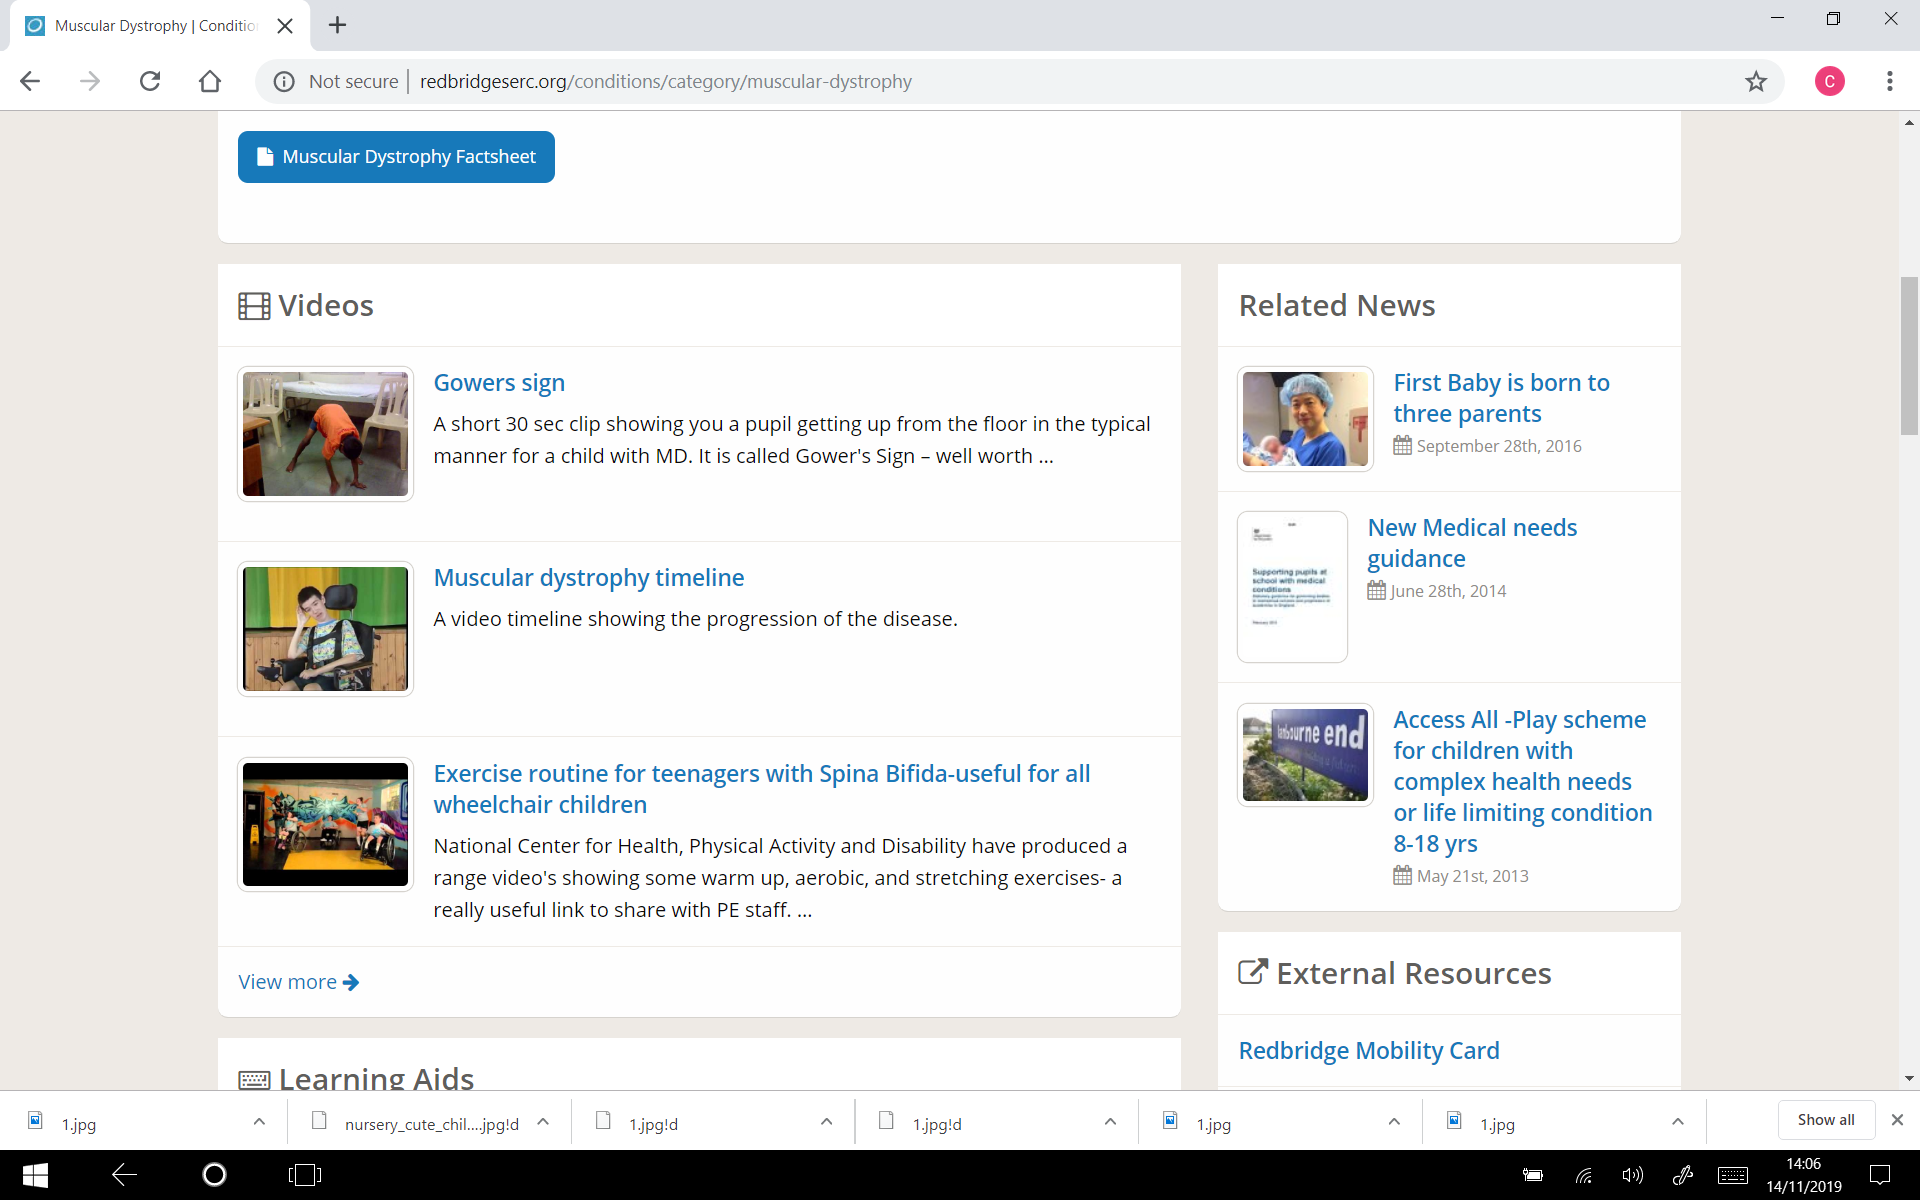 Muscular Dystrophy | Conditio
Not secure
redbridgeserc.org/conditions/category/muscular-dystrophy
C
Muscular Dystrophy Factsheet
Videos
Gowers sign
A short 30 sec clip showing you a pupil getting up from the floor in the typical
manner for a child with MD. It is called Gower's Sign – well worth ...
Muscular dystrophy timeline
A video timeline showing the progression of the disease.
Exercise routine for teenagers with Spina Bifida-useful for all
wheelchair children
National Center for Health, Physical Activity and Disability have produced a
range video's showing some warm up, aerobic, and stretching exercises- a
really useful link to share with PE staff. ...
View more
Learning Aids
Related News
First Baby is born to
three parents
September 28th, 2016
Supporting pupils at
school with medical
conditions
New Medical needs
guidance
June 28th, 2014
bourne end
Access All -Play scheme
for children with
complex health needs
or life limiting condition
8-18 yrs
May 21st, 2013
External Resources
Redbridge Mobility Card
1.jpg
nursery_cute_chil....jpg!d
1.jpg!d
1.jpg!d
1.jpg
1.jpg
Show all
14:06
14/11/2019